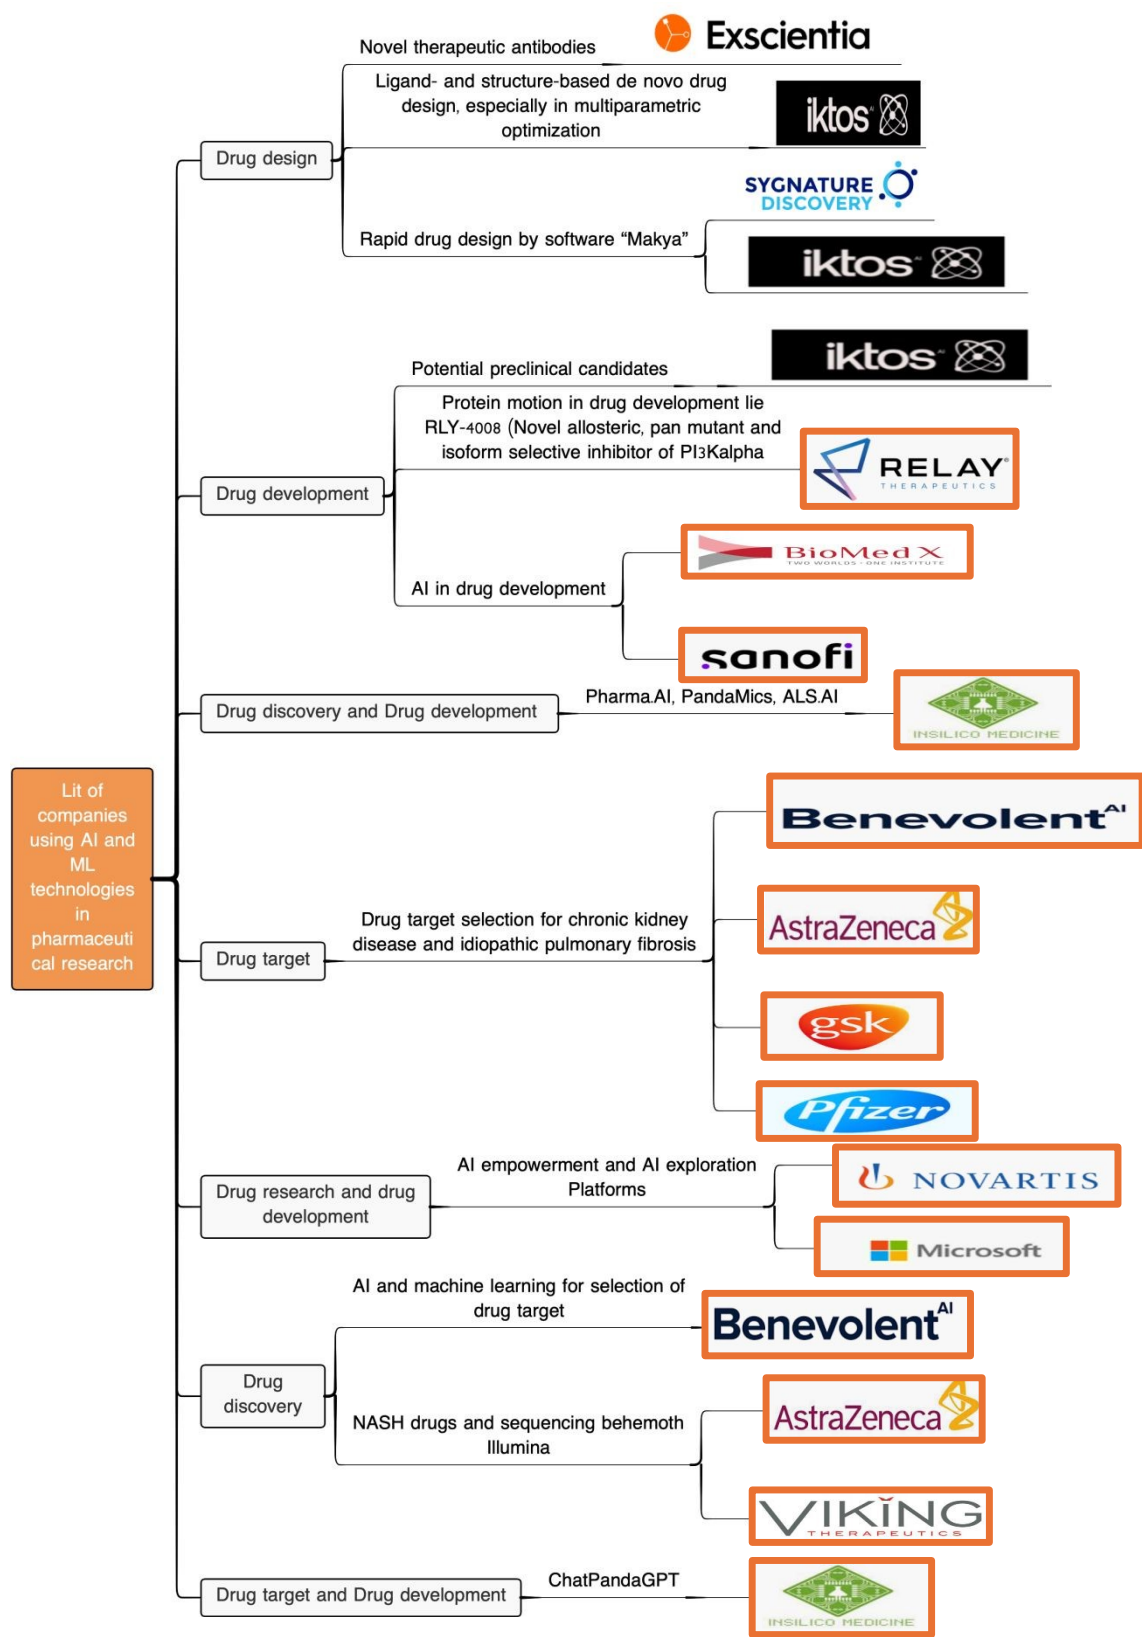 Novel therapeutic antibodies
Exscientia
Ligand- and structure-based de novo drug
design, especially in multiparametric
optimization
iktos AI
Drug design
SYGNATURE
DISCOVERY
Rapid drug design by software “Makya”
iktos AI
iktos AI
Potential preclinical candidates
Protein motion in drug development lie
RLY-4008 (Novel allosteric, pan mutant and
isoform selective inhibitor of PI3Kalpha
RELAY®
THERAPEUTICS
Drug development
BioMed X
TWO WORLDS - ONE INSTITUTE
AI in drug development
sanofi
Drug discovery and Drug development
Pharma.AI, PandaMics, ALS.AI
INSILICO MEDICINE
Lit of
companies
using AI and
ML
technologies
in
pharmaceuti
cal research
Benevolent AI
AstraZeneca
Drug target selection for chronic kidney
disease and idiopathic pulmonary fibrosis
Drug target
gsk
Pfizer
AI empowerment and AI exploration
Platforms
NOVARTIS
Drug research and drug
development
Microsoft
AI and machine learning for selection of
drug target
Benevolent AI
Drug
discovery
AstraZeneca
NASH drugs and sequencing behemoth
Illumina
VIKING
THERAPEUTICS
Drug target and Drug development
ChatPandaGPT
INSILICO MEDICINE